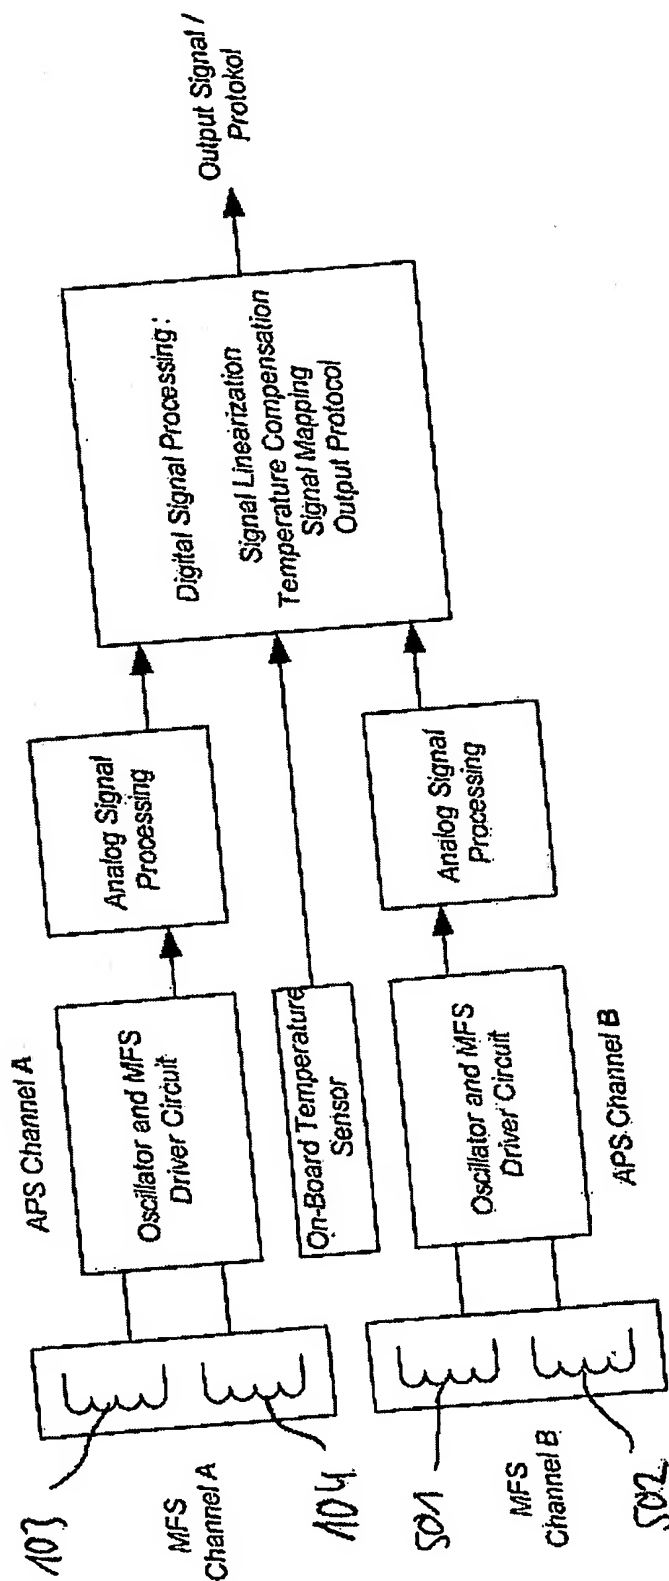 103
MFS
Channel A
104
501
MFS
Channel B
502
APS Channel A
Oscillator and MFS
Driver Circuit
On-Board Temperature
Sensor
Oscillator and MFS
Driver Circuit
APS Channel B
Analog Signal
Processing
Analog Signal
Processing
Digital Signal Processing:
Signal Linearization
Temperature Compensation
Signal Mapping
Output Protocol
Output Signal /
Protokol